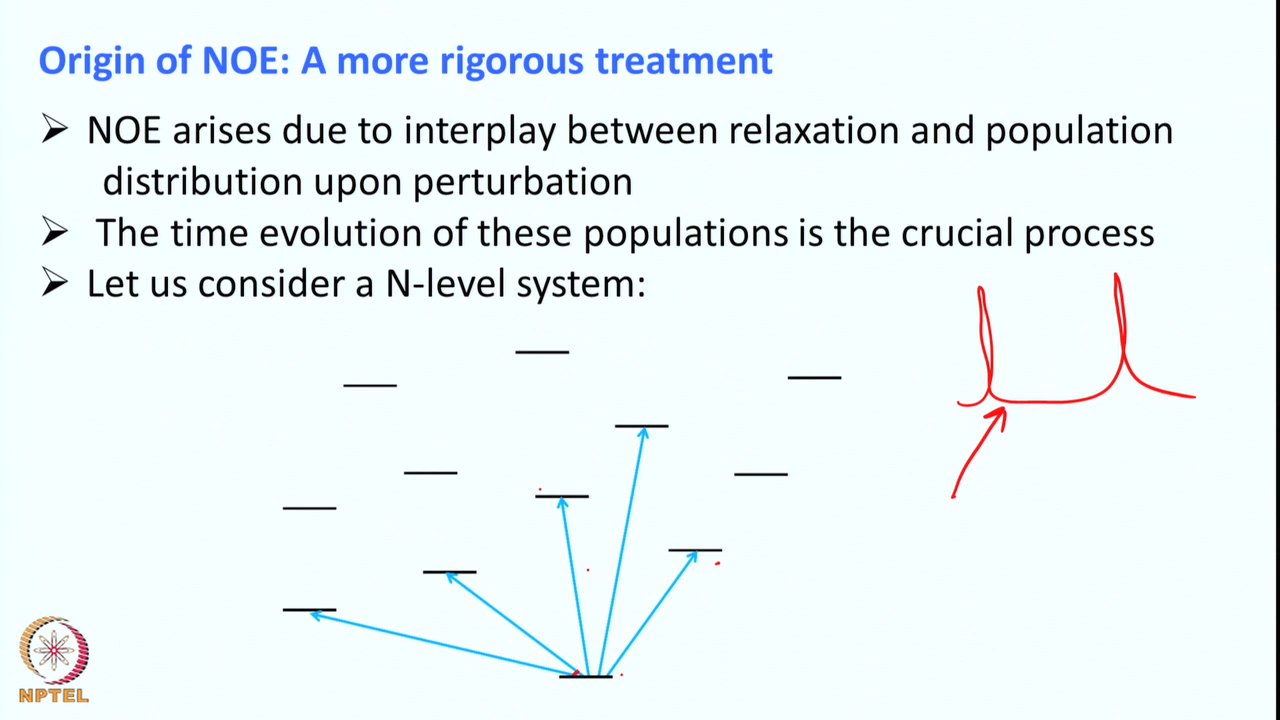 Origin of NOE: A more rigorous treatment
➢ NOE arises due to interplay between relaxation and population
distribution upon perturbation
➢ The time evolution of these populations is the crucial process
➢ Let us consider a N-level system:
NPTEL